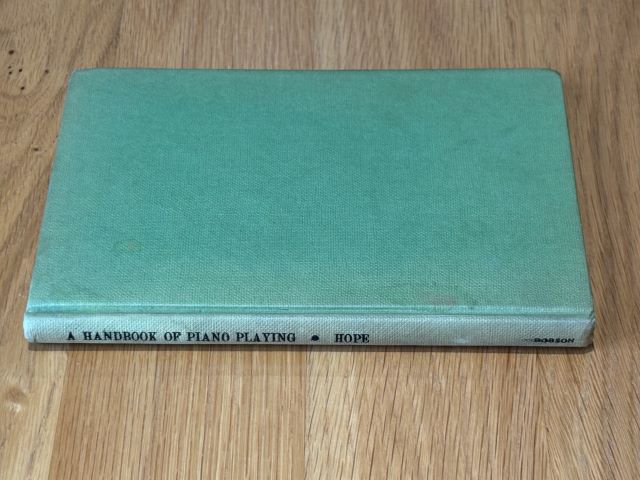 A HANDBOOK OF PIANO PLAYING • HOPE DOBSON